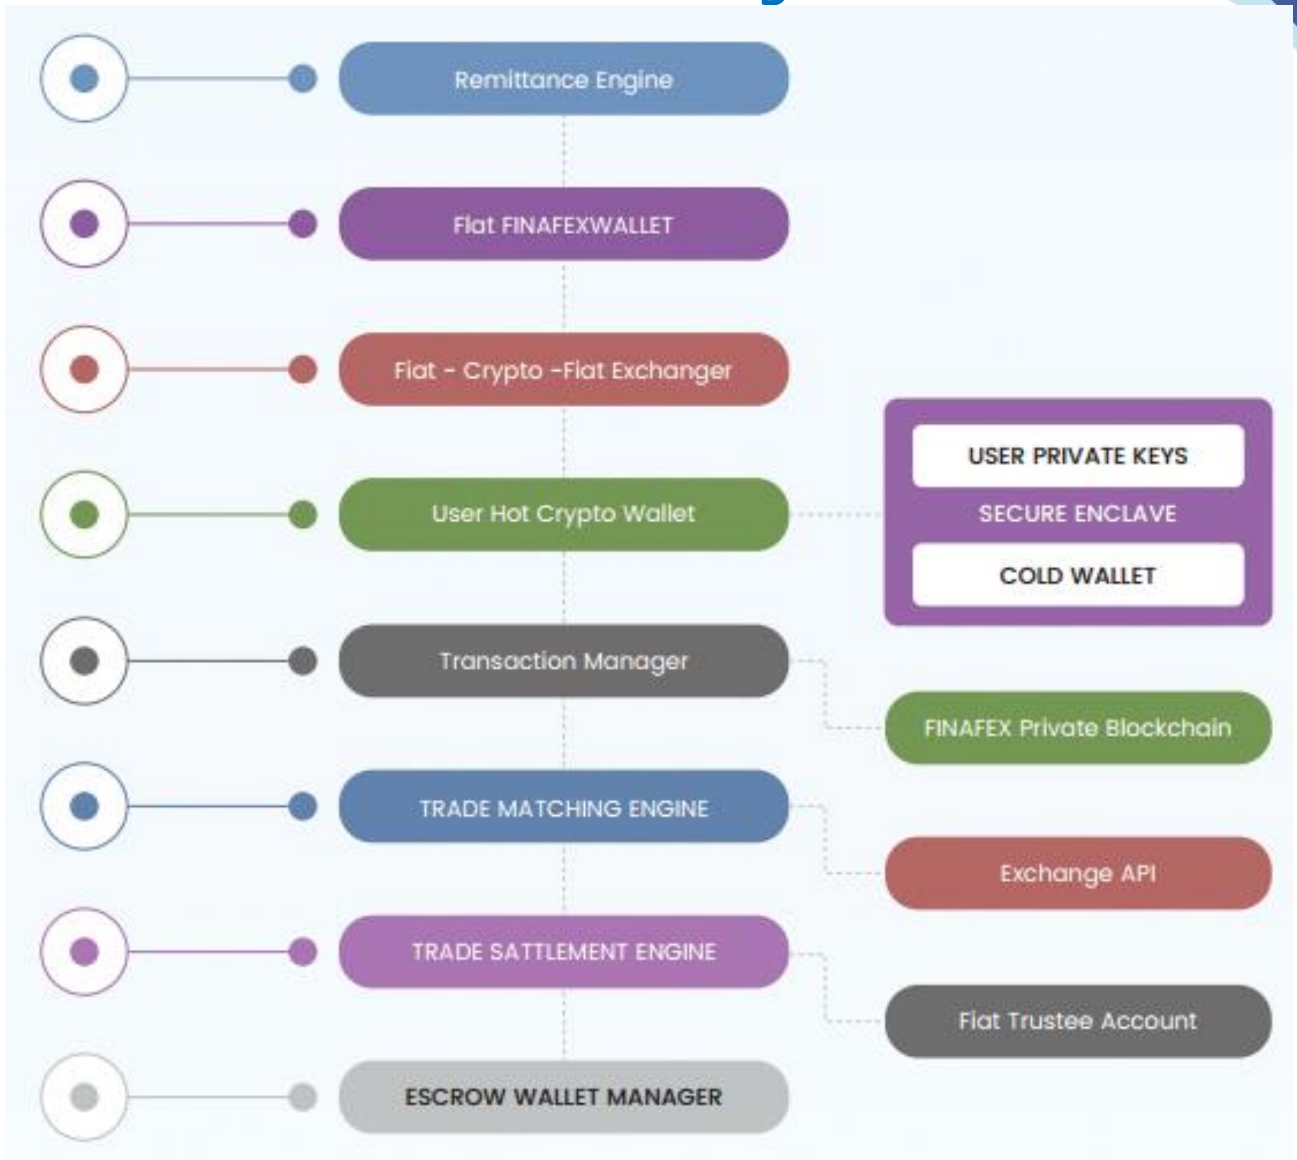 Remittance Engine
Fiat FINAFEXWALLET
Fiat - Crypto -Fiat Exchanger
User Hot Crypto Wallet
USER PRIVATE KEYS
SECURE ENCLAVE
COLD WALLET
Transaction Manager
FINAFEX Private Blockchain
TRADE MATCHING ENGINE
Exchange API
TRADE SATTLEMENT ENGINE
Fiat Trustee Account
ESCROW WALLET MANAGER